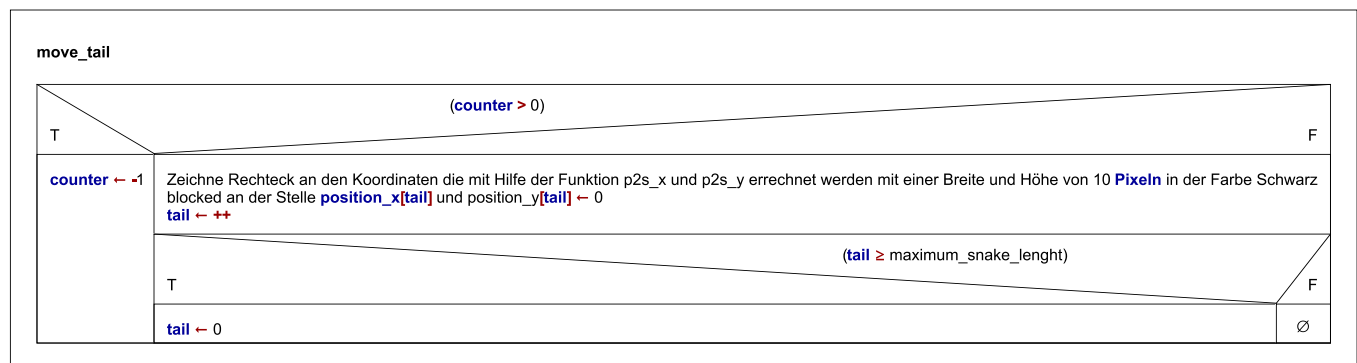 move_tail
(counter > 0)
T
F
counter ← -1
Zeichne Rechteck an den Koordinaten die mit Hilfe der Funktion p2s_x und p2s_y errechnet werden mit einer Breite und Höhe von 10 Pixeln in der Farbe Schwarz
blocked an der Stelle position_x[tail] und position_y[tail] ← 0
tail ← ++
(tail ≥ maximum_snake_lenght)
T
F
tail ← 0
∅